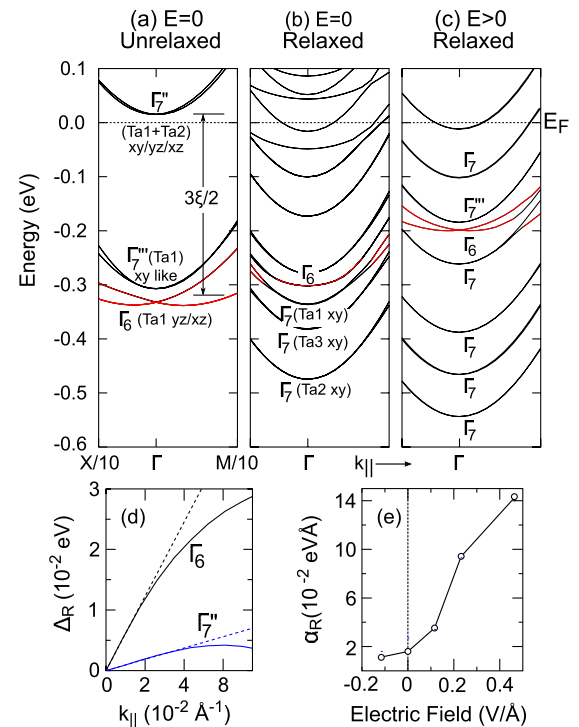 (a) E=0 (b) E=0 (c) E>0
Unrelaxed Relaxed Relaxed
Energy (eV)
0.1
0.0
-0.1
-0.2
-0.3
-0.4
-0.5
-0.6
Γ7''
(Ta1+Ta2)
xy/yz/xz
3ξ/2
Γ7''' (Ta1)
xy like
Γ6 (Ta1 yz/xz)
Γ6
Γ7 (Ta1 xy)
Γ7 (Ta3 xy)
Γ7 (Ta2 xy)
EF
Γ7
Γ7'''
Γ6
Γ7
Γ7
Γ7
Γ7
X/10 Γ M/10 k|| Γ
(d)
ΔR (10-2 eV)
3
2
1
0
Γ6
Γ7''
0 2 4 6 8
k|| (10-2 Å-1)
(e)
αR(10-2 eVÅ)
14
10
6
2
-0.2 0 0.2 0.4
Electric Field (V/Å)